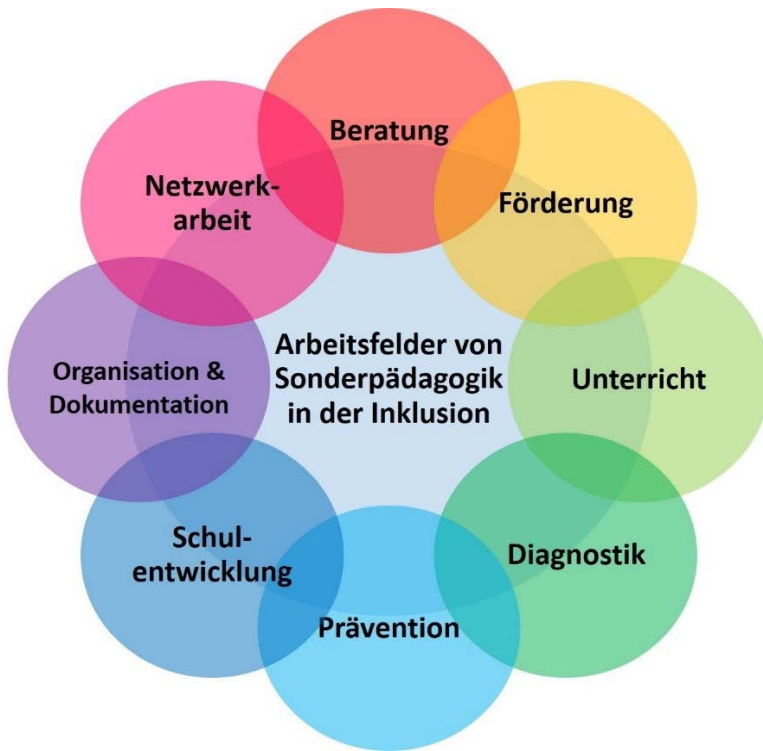 Beratung
Förderung
Unterricht
Diagnostik
Prävention
Schul-
entwicklung
Organisation &
Dokumentation
Netzwerk-
arbeit
Arbeitsfelder von
Sonderpädagogik
in der Inklusion